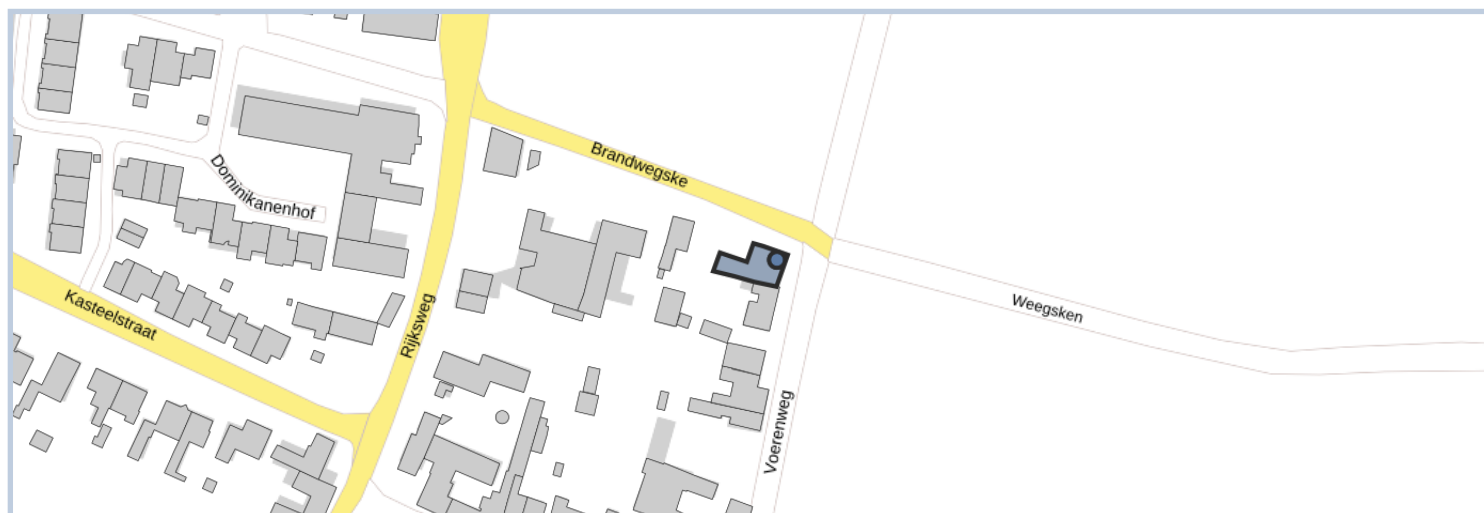 Brandwegske
Dominikanenhof
Weegsken
Kasteelstraat
Rijksweg
Voerenweg